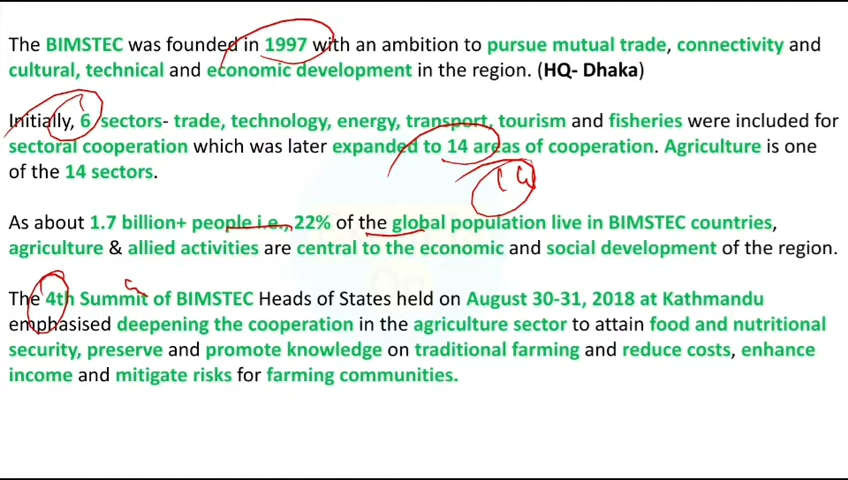 The BIMSTEC was founded in 1997 with an ambition to pursue mutual trade, connectivity and
cultural, technical and economic development in the region. (HQ- Dhaka)
Initially, 6 sectors- trade, technology, energy, transport, tourism and fisheries were included for
sectoral cooperation which was later expanded to 14 areas of cooperation. Agriculture is one
of the 14 sectors.
14
As about 1.7 billion+ people i.e., 22% of the global population live in BIMSTEC countries,
agriculture & allied activities are central to the economic and social development of the region.
The 4th Summit of BIMSTEC Heads of States held on August 30-31, 2018 at Kathmandu
emphasised deepening the cooperation in the agriculture sector to attain food and nutritional
security, preserve and promote knowledge on traditional farming and reduce costs, enhance
income and mitigate risks for farming communities.